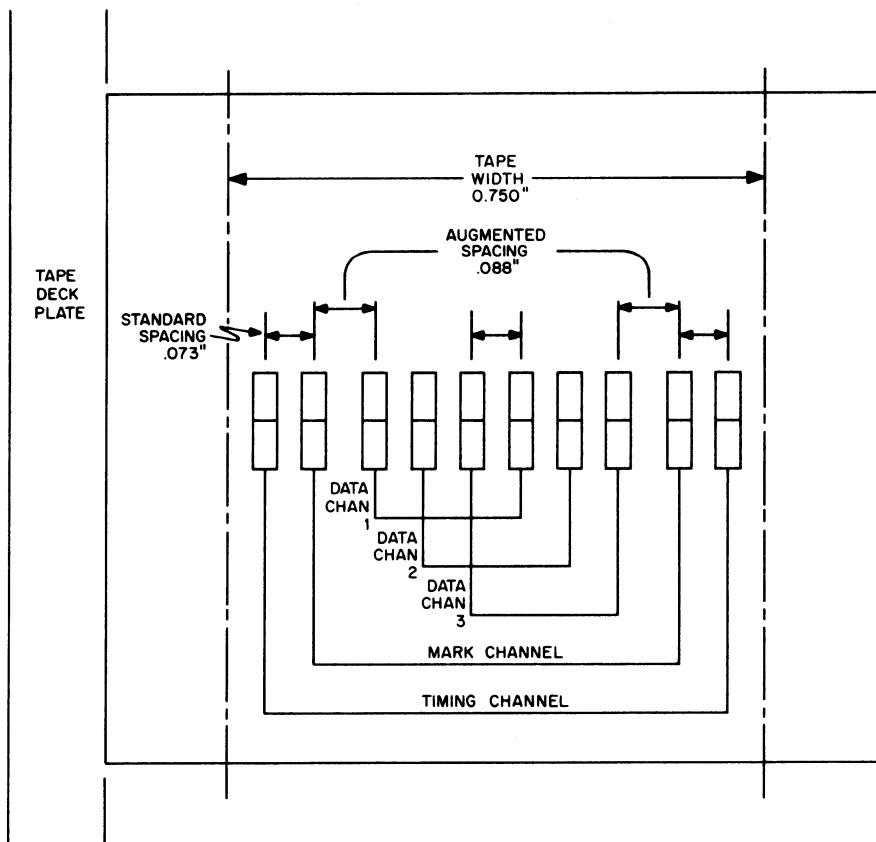 TAPE
WIDTH
0.750"
AUGMENTED
SPACING
.088"
TAPE
DECK
PLATE
STANDARD
SPACING
.073"
DATA
CHAN
1
DATA
CHAN
2
DATA
CHAN
3
MARK CHANNEL
TIMING CHANNEL